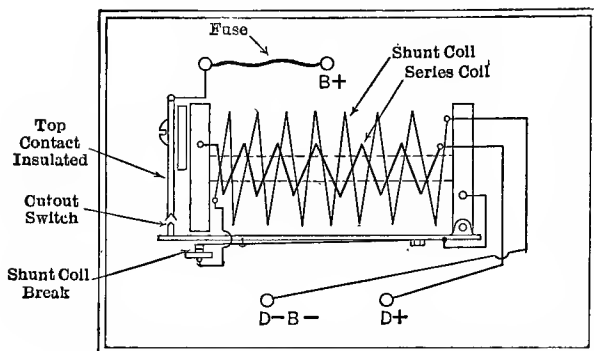 Fuse
B+
Shunt Coil
Series Coil
Top
Contact
Insulated
Cutout
Switch
Shunt Coil
Break
D-B-
D+